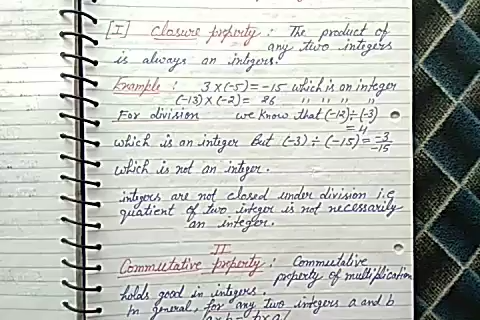 [I] Closure property : The product of
any two integers
is always an integers.
Example : 3 x (-5) = -15 which is an integer
(-13) x (-2) = 26 " " " "
For division we know that (-12) ÷ (-3)
= 4
which is an integer But (-3) ÷ (-15) = -3/-15
which is not an integer.
integers are not closed under division i.e
quatient of two integer is not necessarily
an integer.
II
Commutative property : Commutative
property of multiplication
holds good in integers.
In general, for any two integers a and b
a x b = b x a